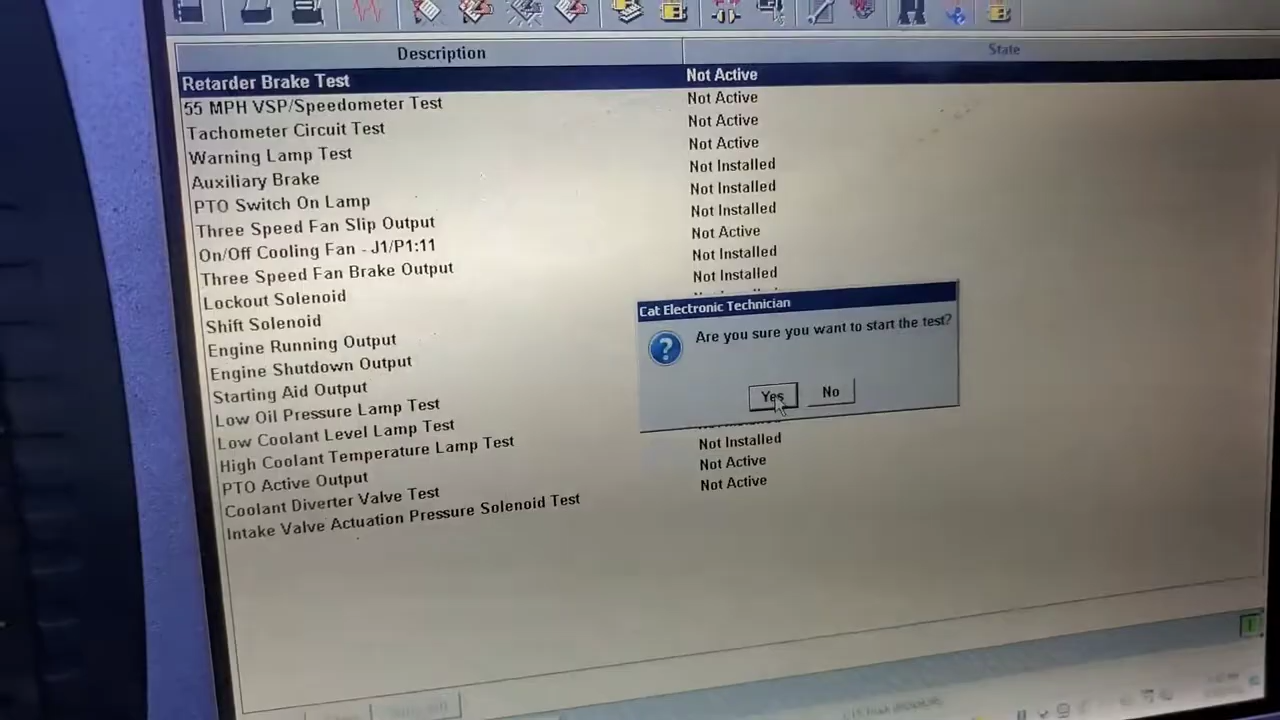 Description State
Retarder Brake Test Not Active
55 MPH VSP/Speedometer Test Not Active
Tachometer Circuit Test Not Active
Warning Lamp Test Not Active
Auxiliary Brake Not Installed
PTO Switch On Lamp Not Installed
Three Speed Fan Slip Output Not Installed
On/Off Cooling Fan - J1/P1:11 Not Active
Three Speed Fan Brake Output Not Installed
Lockout Solenoid Not Installed
Shift Solenoid
Engine Running Output
Engine Shutdown Output
Starting Aid Output
Low Oil Pressure Lamp Test
Low Coolant Level Lamp Test
High Coolant Temperature Lamp Test
PTO Active Output Not Installed
Coolant Diverter Valve Test Not Active
Intake Valve Actuation Pressure Solenoid Test Not Active
Cat Electronic Technician
Are you sure you want to start the test?
Yes No